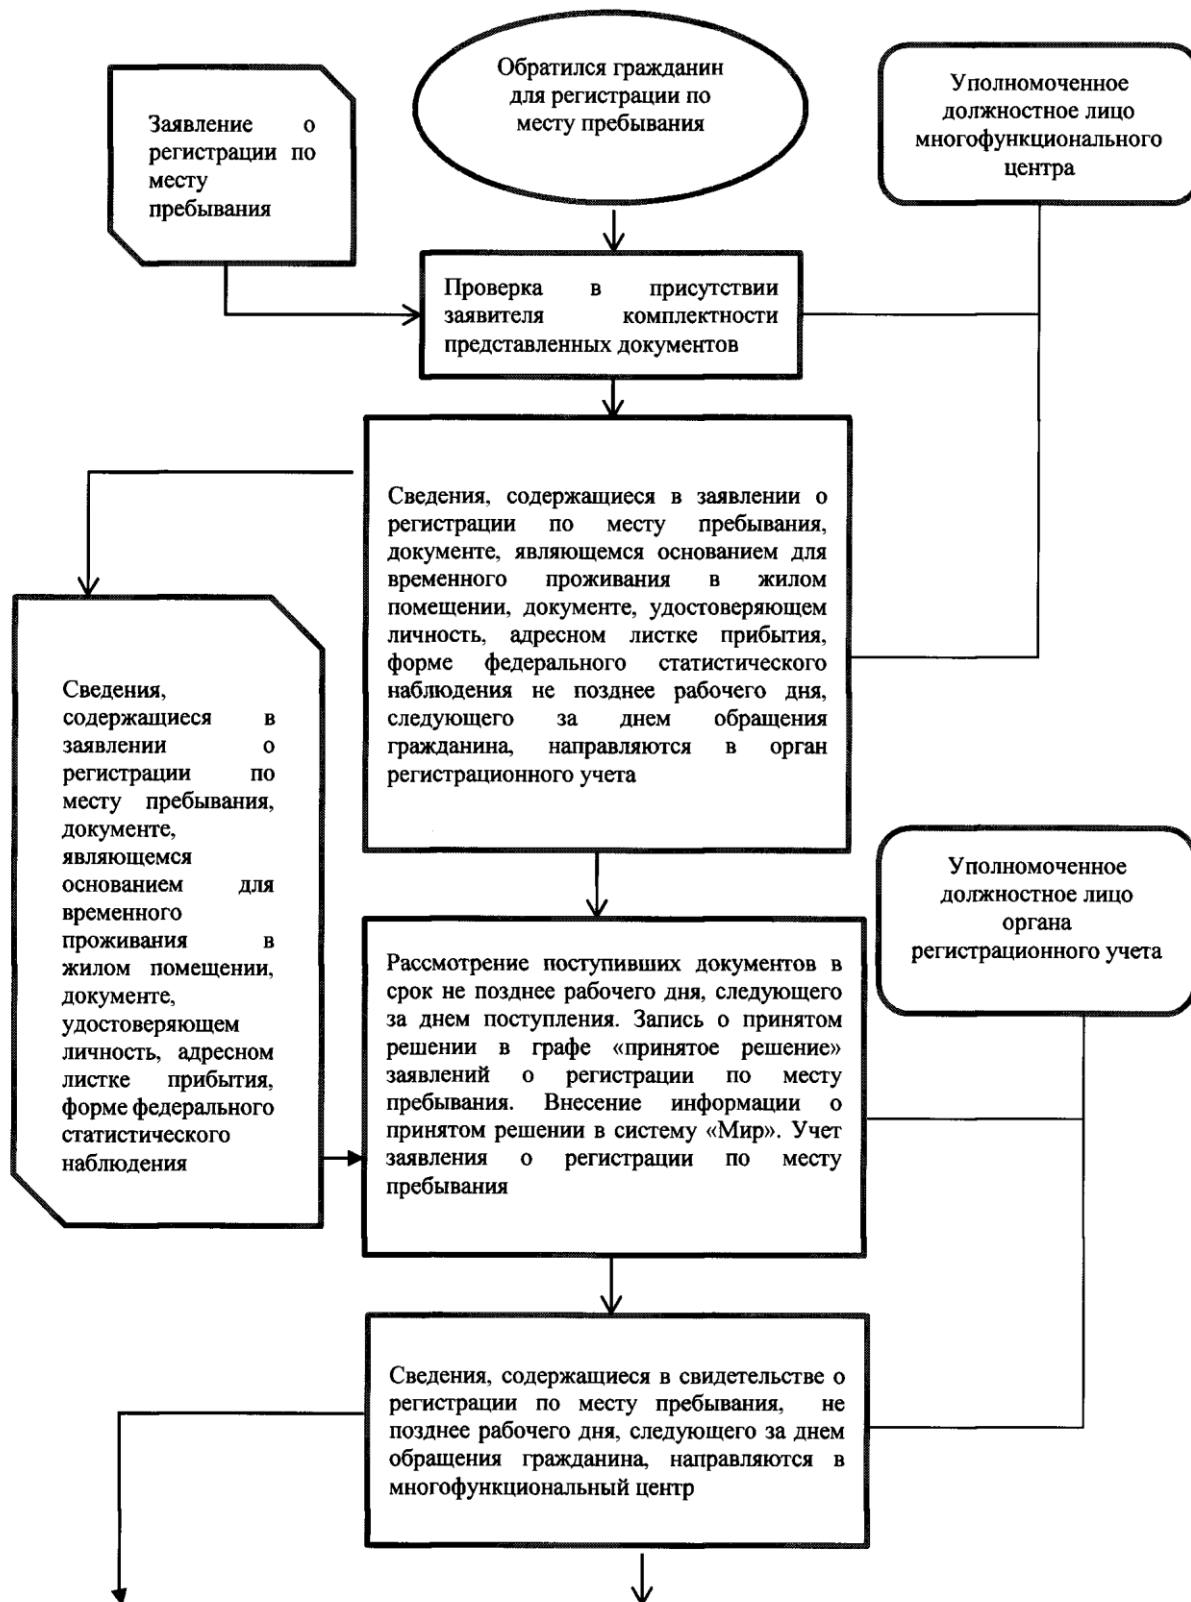 Обратился гражданин
для регистрации по
месту пребывания
Заявление о
регистрации по
месту
пребывания
Уполномоченное
должностное лицо
многофункционального
центра
Проверка в присутствии
заявителя комплектности
представленных документов
Сведения, содержащиеся в заявлении о
регистрации по месту пребывания,
документе, являющемся основанием для
временного проживания в жилом
помещении, документе, удостоверяющем
личность, адресном листке прибытия,
форме федерального статистического
наблюдения не позднее рабочего дня,
следующего за днем обращения
гражданина, направляются в орган
регистрационного учета
Сведения,
содержащиеся в
заявлении о
регистрации по
месту пребывания,
документе,
являющемся
основанием для
временного
проживания в
жилом помещении,
документе,
удостоверяющем
личность, адресном
листке прибытия,
форме федерального
статистического
наблюдения
Уполномоченное
должностное лицо
органа
регистрационного учета
Рассмотрение поступивших документов в
срок не позднее рабочего дня, следующего
за днем поступления. Запись о принятом
решении в графе «принятое решение»
заявлений о регистрации по месту
пребывания. Внесение информации о
принятом решении в систему «Мир». Учет
заявления о регистрации по месту
пребывания
Сведения, содержащиеся в свидетельстве о
регистрации по месту пребывания, не
позднее рабочего дня, следующего за днем
обращения гражданина, направляются в
многофункциональный центр